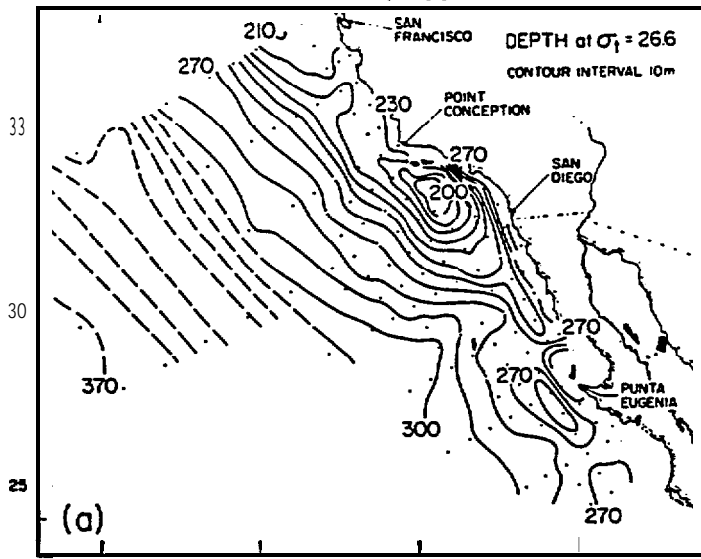 210
SAN
FRANCISCO
DEPTH at σt = 26.6
CONTOUR INTERVAL 10m
270
230
POINT
CONCEPTION
33
270
SAN
DIEGO
200
30
270
270
370
PUNTA
EUGENIA
300
25
(a)
270